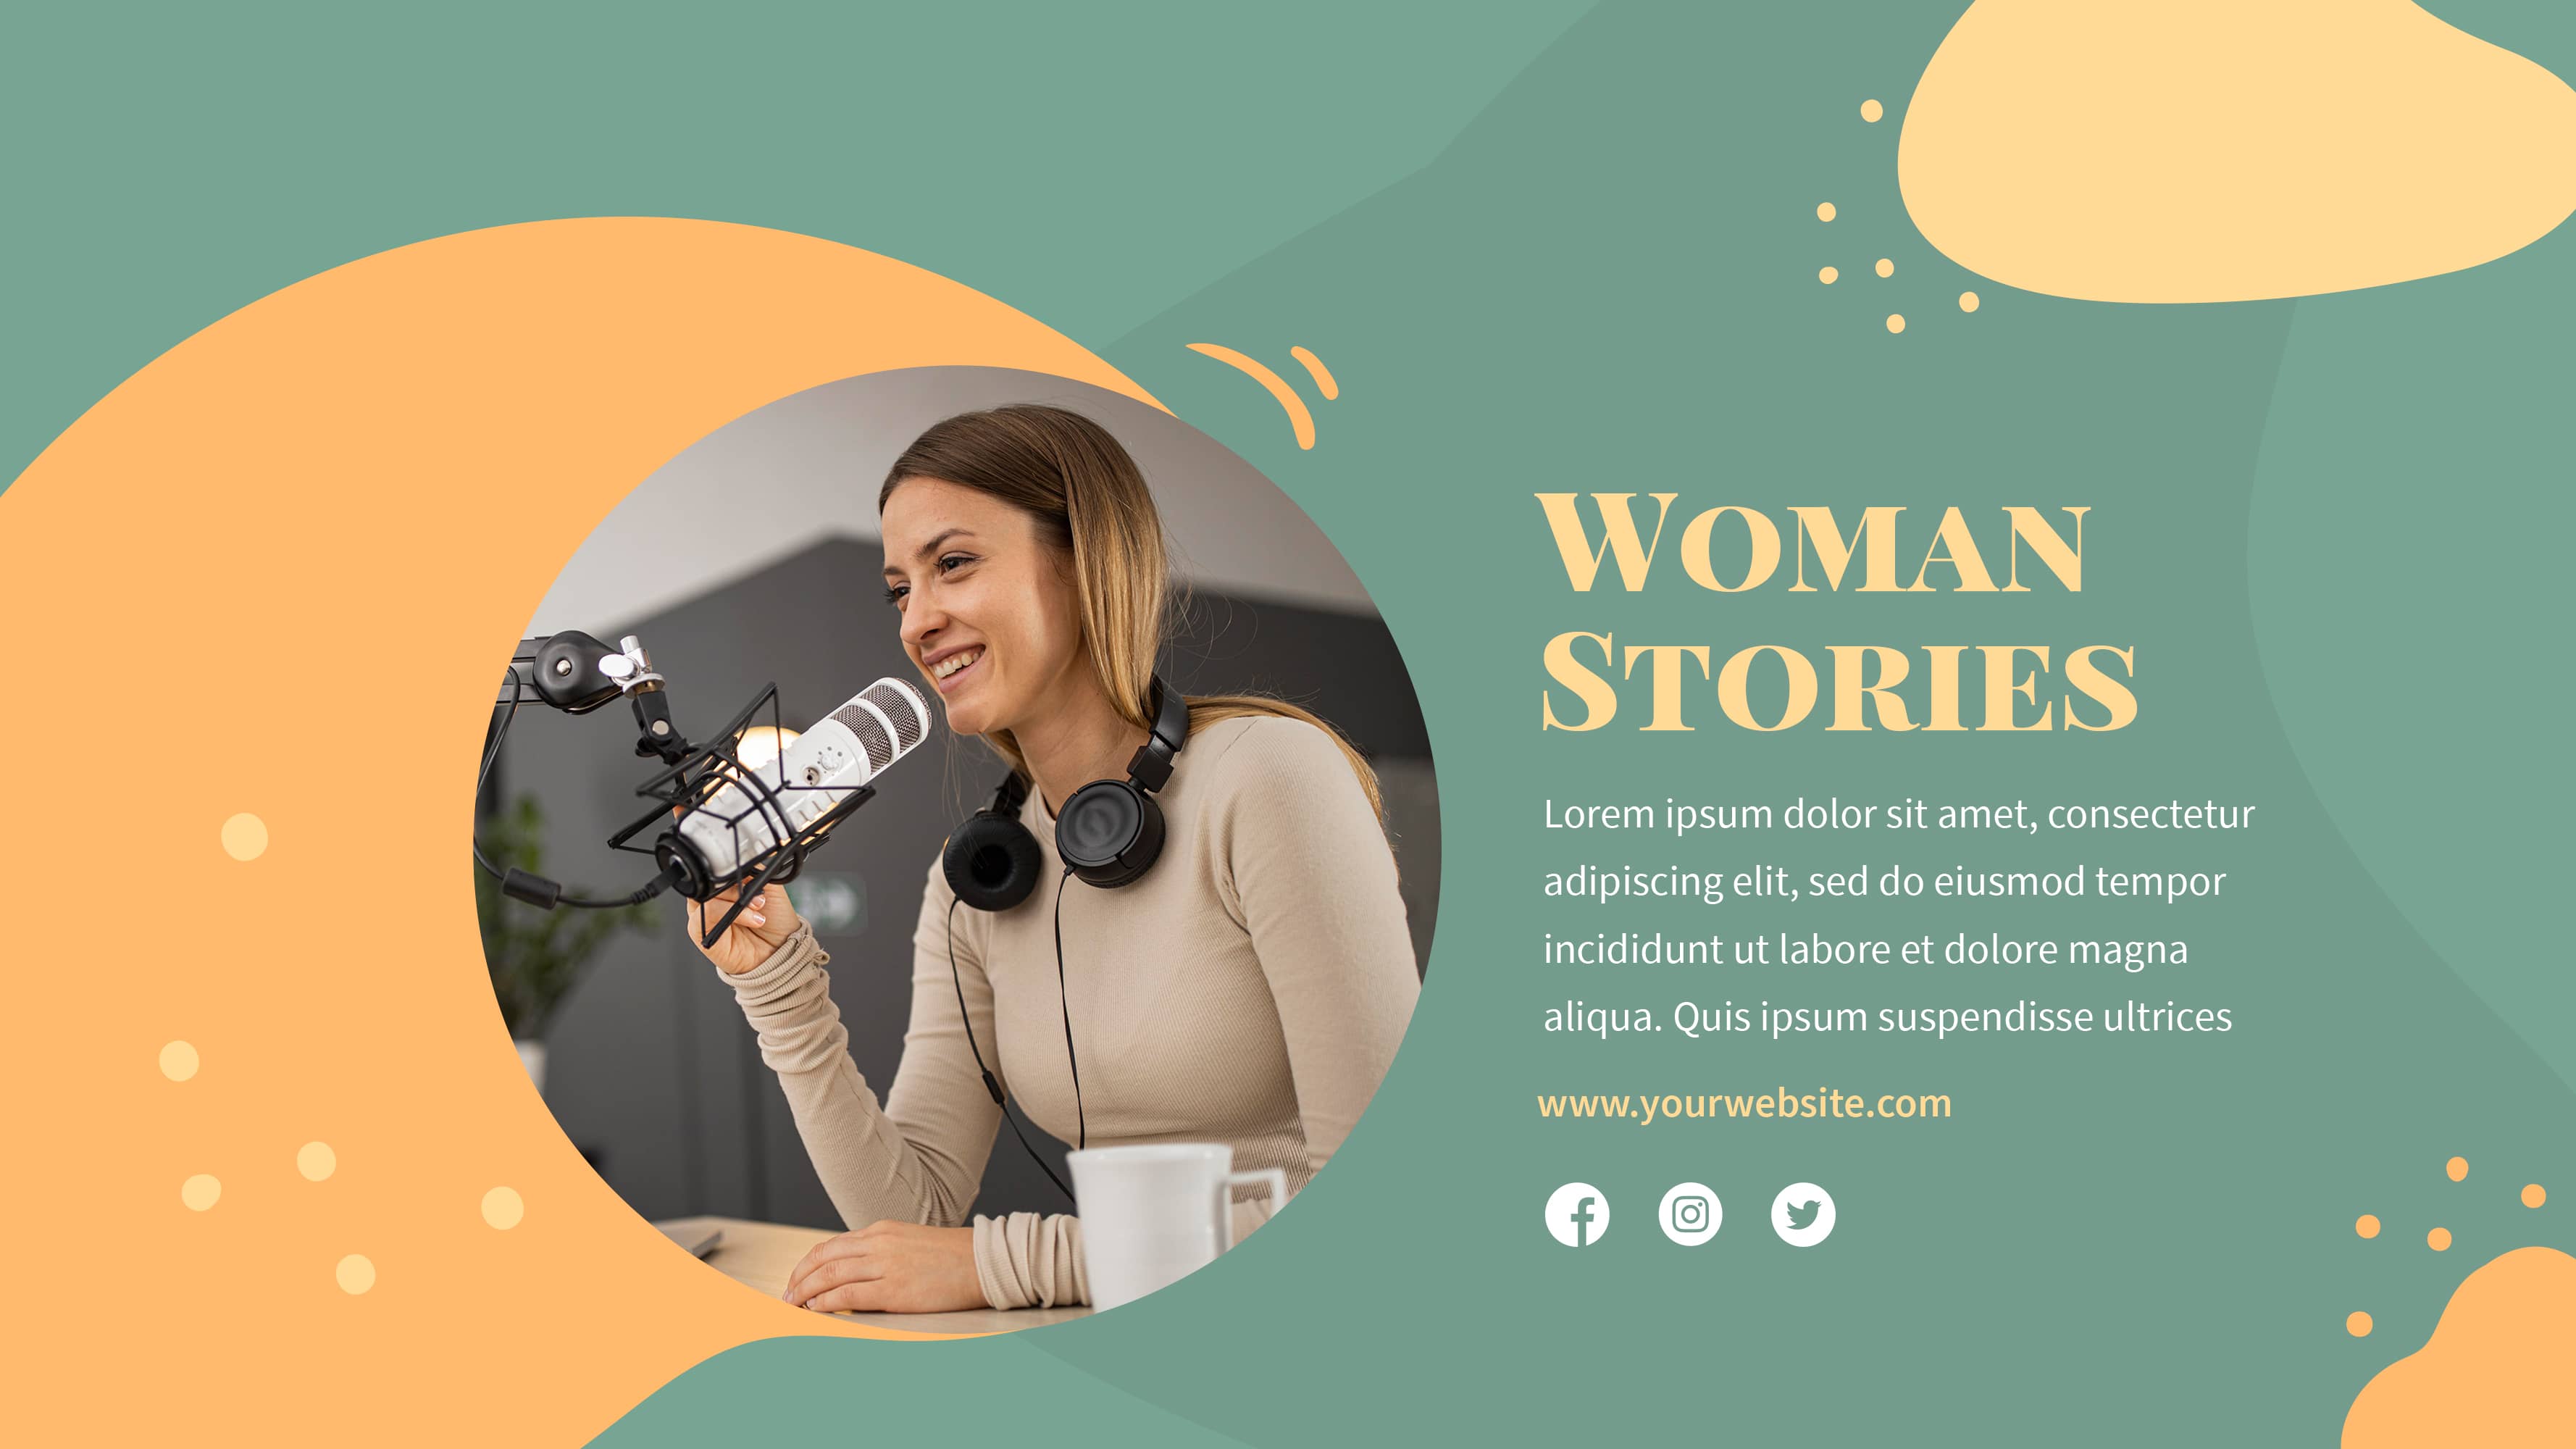 Woman
Stories
Lorem ipsum dolor sit amet, consectetur
adipiscing elit, sed do eiusmod tempor
incididunt ut labore et dolore magna
aliqua. Quis ipsum suspendisse ultrices
www.yourwebsite.com